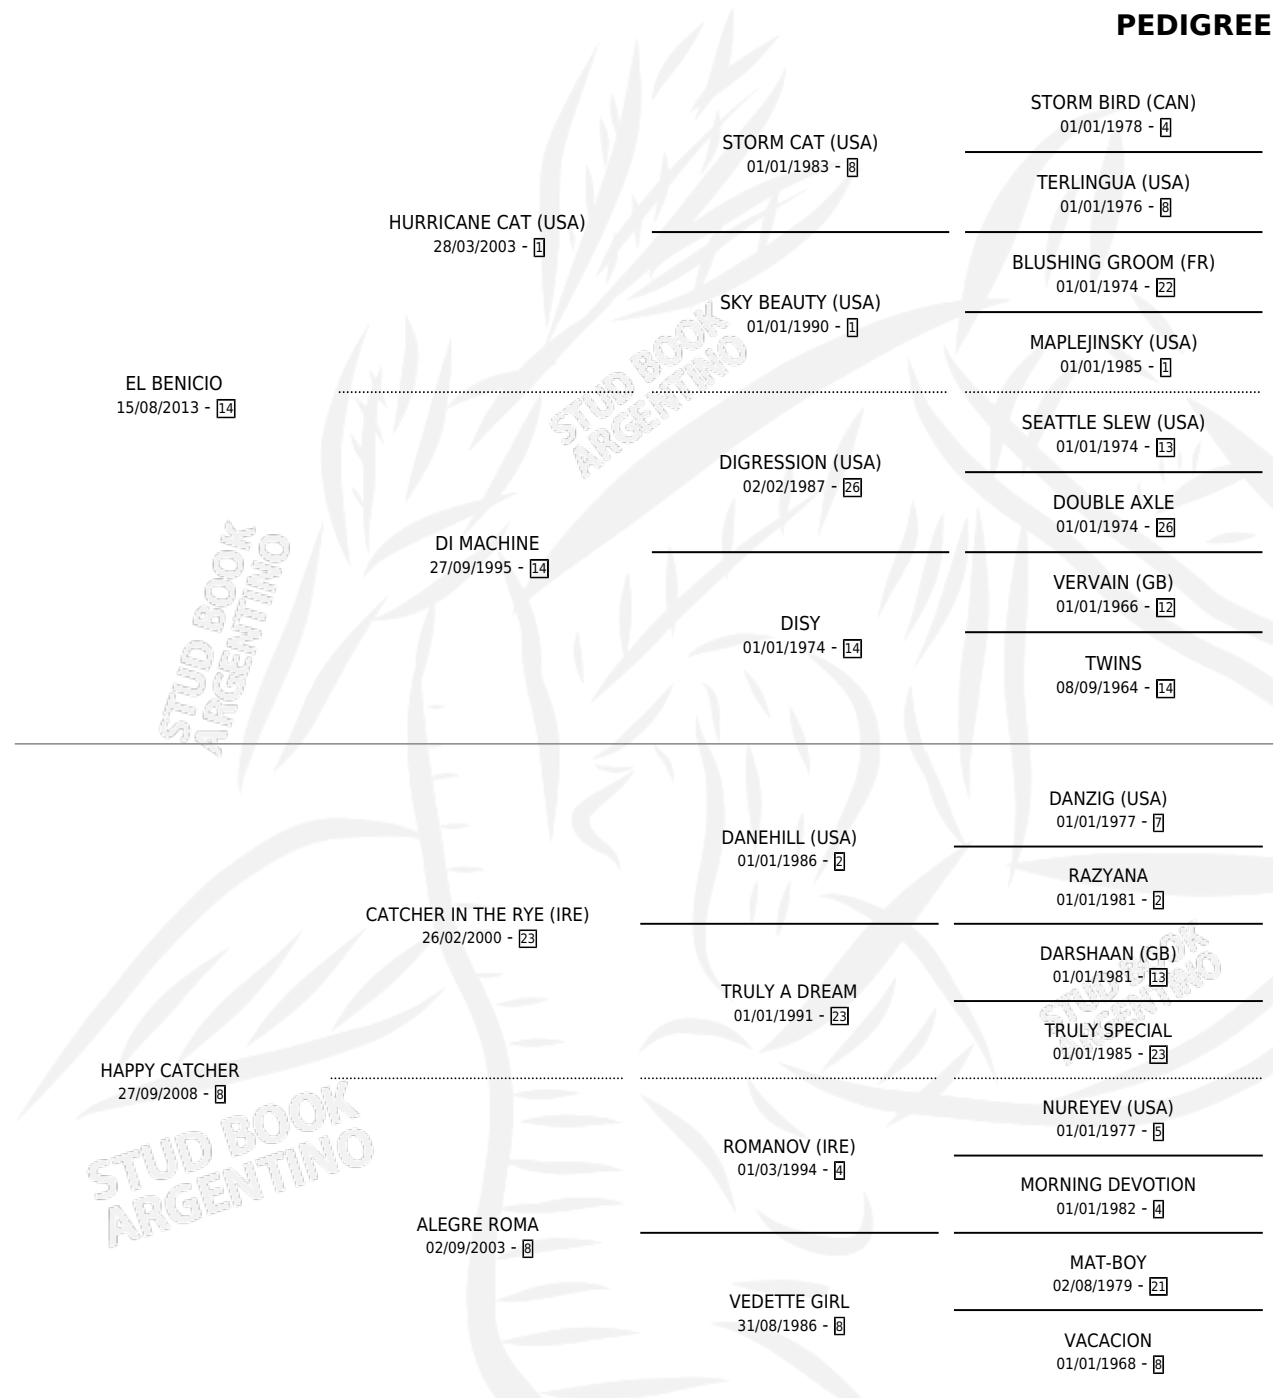 PEDIGREE
STORM BIRD (CAN)
01/01/1978 - 4
STORM CAT (USA)
01/01/1983 - 8
TERLINGUA (USA)
01/01/1976 - 8
HURRICANE CAT (USA)
28/03/2003 - 1
BLUSHING GROOM (FR)
01/01/1974 - 22
SKY BEAUTY (USA)
01/01/1990 - 1
MAPLEJINSKY (USA)
01/01/1985 - 1
EL BENICIO
15/08/2013 - 14
SEATTLE SLEW (USA)
01/01/1974 - 13
DIGRESSION (USA)
02/02/1987 - 26
DOUBLE AXLE
01/01/1974 - 26
DI MACHINE
27/09/1995 - 14
VERVAIN (GB)
01/01/1966 - 12
DISY
01/01/1974 - 14
TWINS
08/09/1964 - 14
DANZIG (USA)
01/01/1977 - 7
DANEHILL (USA)
01/01/1986 - 2
RAZYANA
01/01/1981 - 2
CATCHER IN THE RYE (IRE)
26/02/2000 - 23
DARSHAAN (GB)
01/01/1981 - 13
TRULY A DREAM
01/01/1991 - 23
TRULY SPECIAL
01/01/1985 - 23
HAPPY CATCHER
27/09/2008 - 8
NUREYEV (USA)
01/01/1977 - 5
ROMANOV (IRE)
01/03/1994 - 4
MORNING DEVOTION
01/01/1982 - 4
ALEGRE ROMA
02/09/2003 - 8
MAT-BOY
02/08/1979 - 21
VEDETTE GIRL
31/08/1986 - 8
VACACION
01/01/1968 - 8
STUD BOOK
ARGENTINO
STUD BOOK
ARGENTINO
STUD BOOK
ARGENTINO
STUD BOOK
ARGENTINO